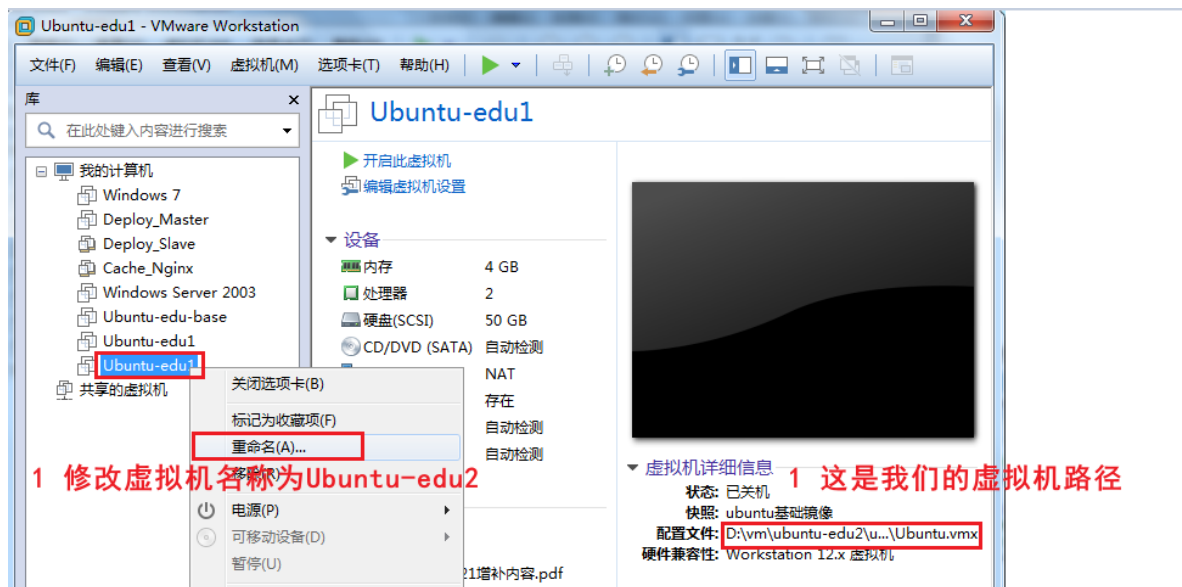 Ubuntu-edu1 - VMware Workstation
文件(F) 编辑(E) 查看(V) 虚拟机(M) 选项卡(T) 帮助(H)
库
在此处键入内容进行搜索
我的计算机
Windows 7
Deploy_Master
Deploy_Slave
Cache_Nginx
Windows Server 2003
Ubuntu-edu-base
Ubuntu-edu1
Ubuntu-edu1
共享的虚拟机
关闭选项卡(B)
标记为收藏项(F)
重命名(A)...
1 修改虚拟机名称为Ubuntu-edu2
电源(P)
可移动设备(D)
暂停(U)
Ubuntu-edu1
开启此虚拟机
编辑虚拟机设置
设备
内存 4 GB
处理器 2
硬盘(SCSI) 50 GB
CD/DVD (SATA) 自动检测
NAT
存在
自动检测
自动检测
21增补内容.pdf
虚拟机详细信息
1 这是我们的虚拟机路径
状态: 已关机
快照: ubuntu基础镜像
配置文件: D:\vm\ubuntu-edu2\u...\Ubuntu.vmx
硬件兼容性: Workstation 12.x 虚拟机